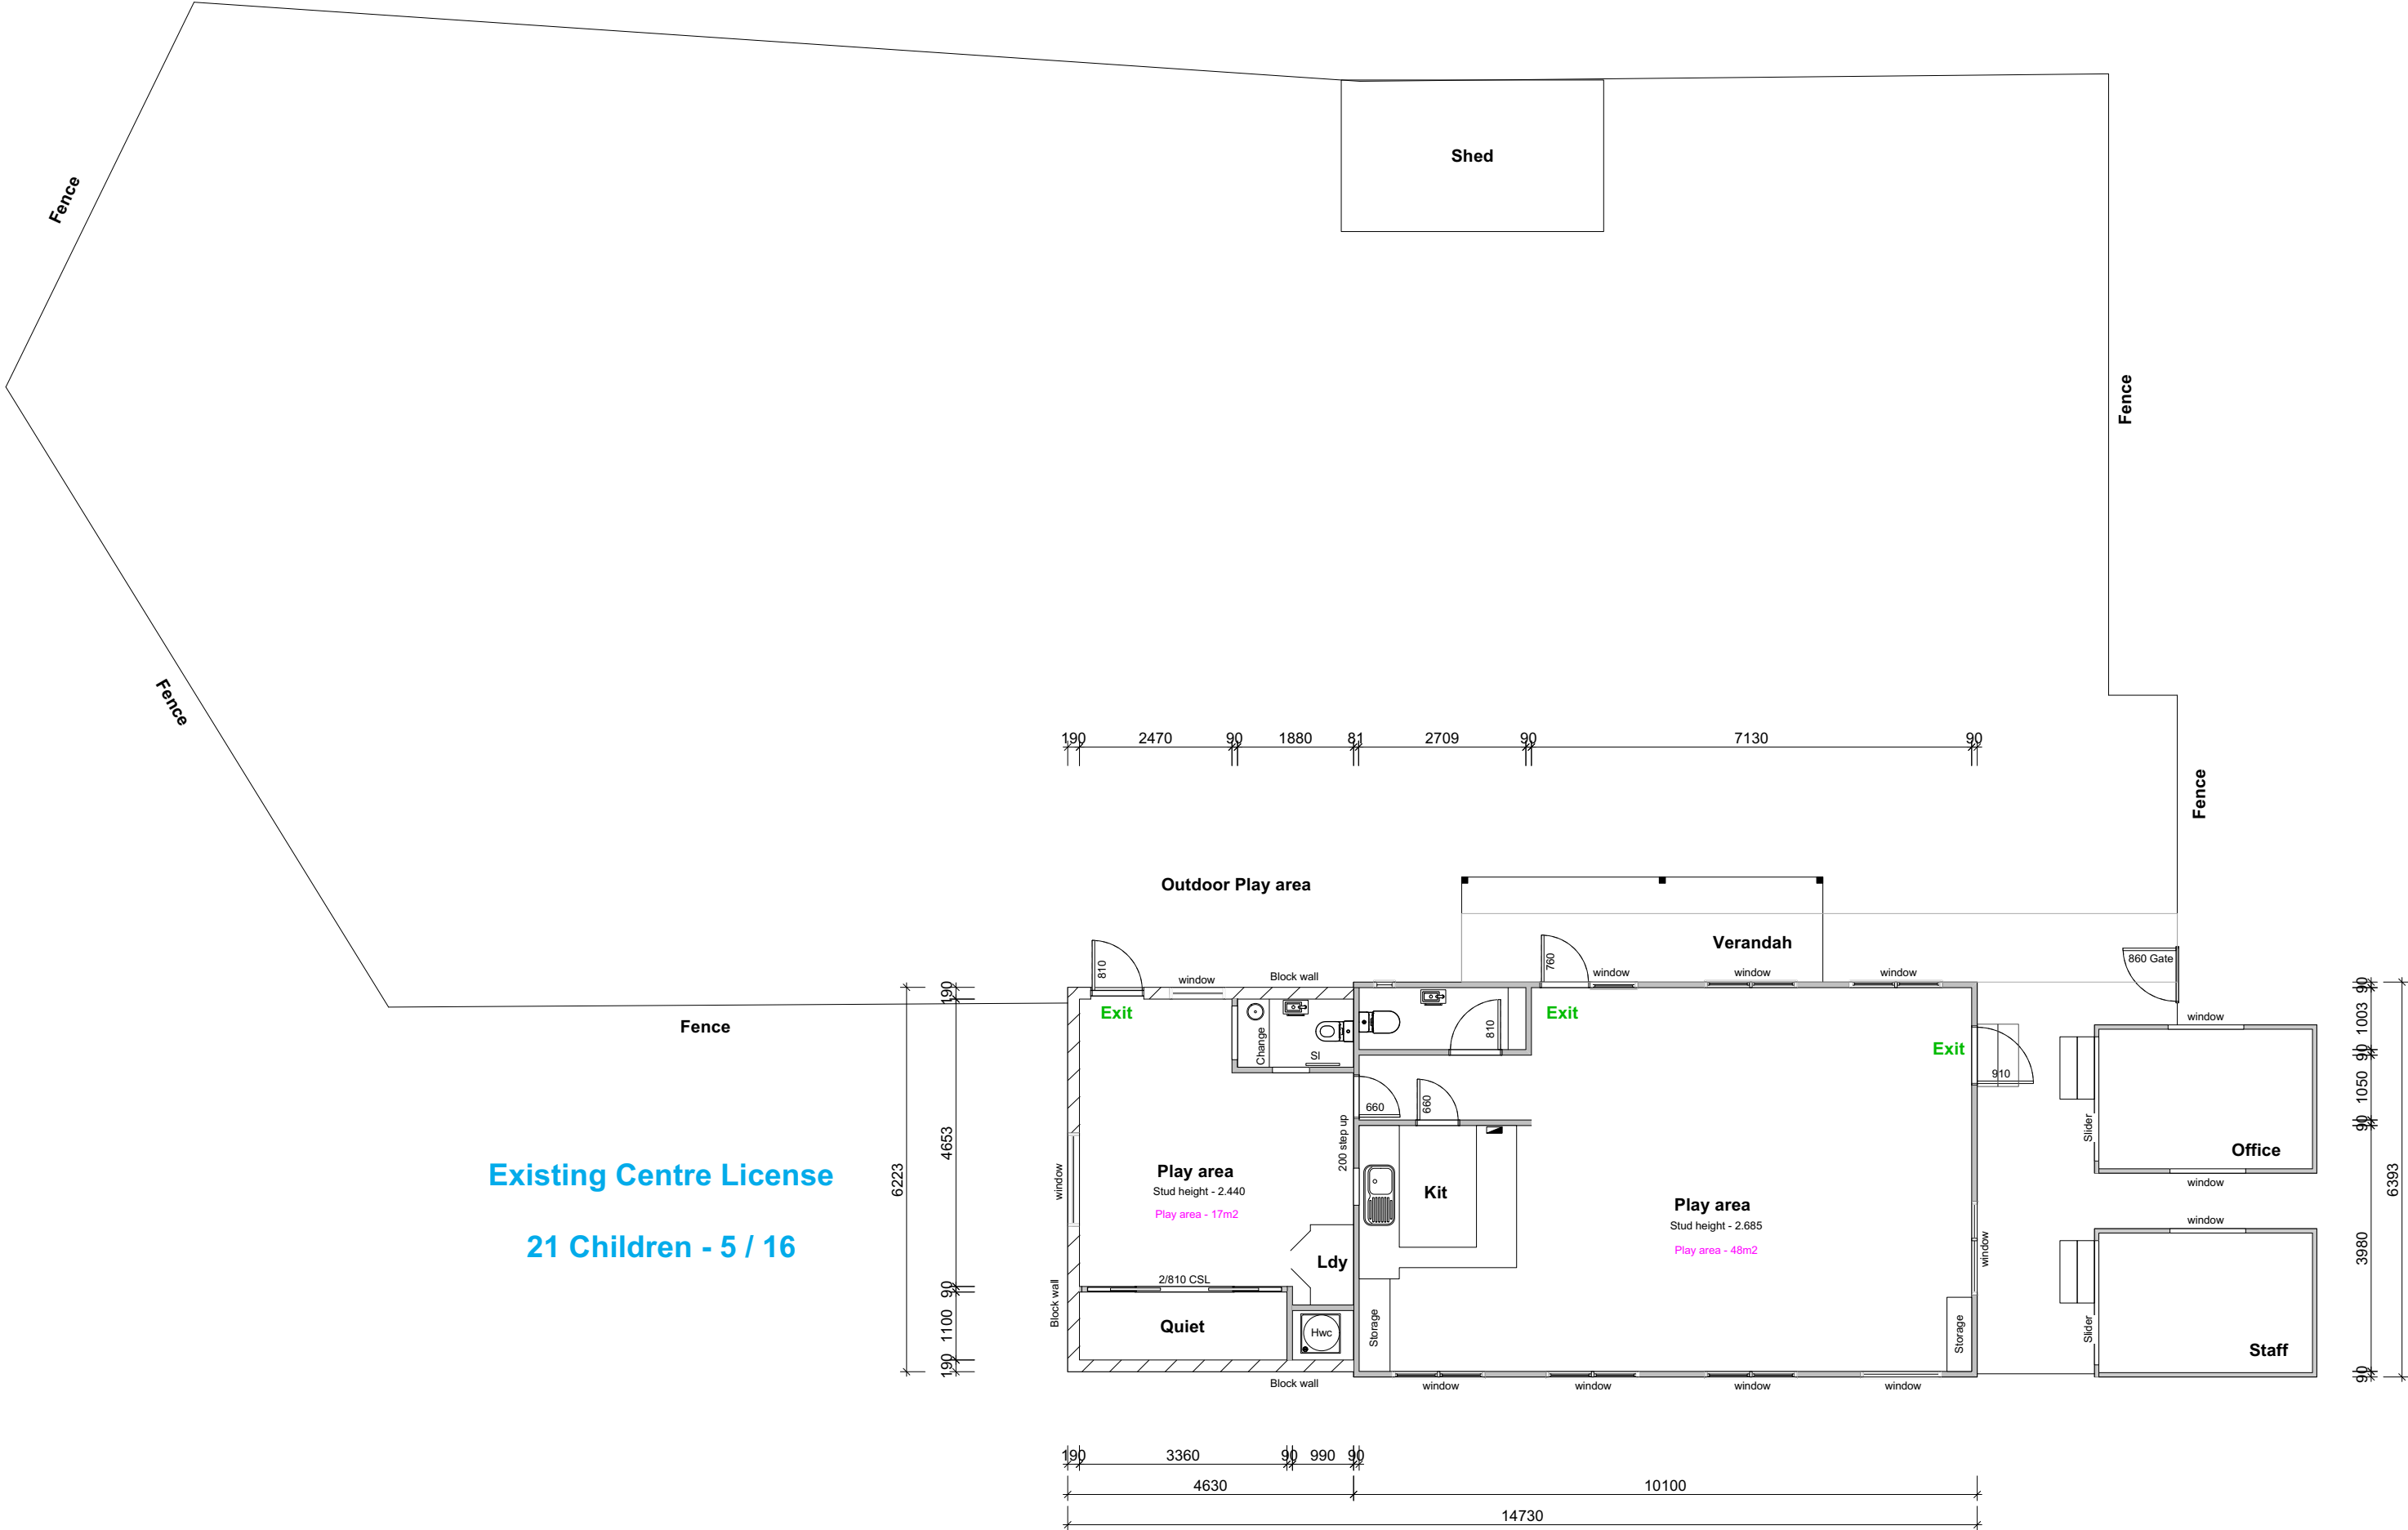 Shed
Fence
Fence
Fence
Fence
Fence
190
2470
90
1880
81
2709
90
7130
90
Outdoor Play area
Verandah
810
window
Block wall
760
window
window
window
860 Gate
Exit
Exit
Exit
Change
Sl
810
910
660
660
200 step up
window
Block wall
Play area
Stud height - 2.440
Play area - 17m2
Kit
Play area
Stud height - 2.685
Play area - 48m2
window
Ldy
2/810 CSL
Quiet
Hwc
Storage
Storage
Block wall
window
window
window
window
window
Slider
Office
window
window
Slider
Staff
Existing Centre License
21 Children - 5 / 16
6223
190
4653
90
1100
190
90
1003
90
1050
90
3980
90
6393
190
3360
90
990
90
4630
10100
14730